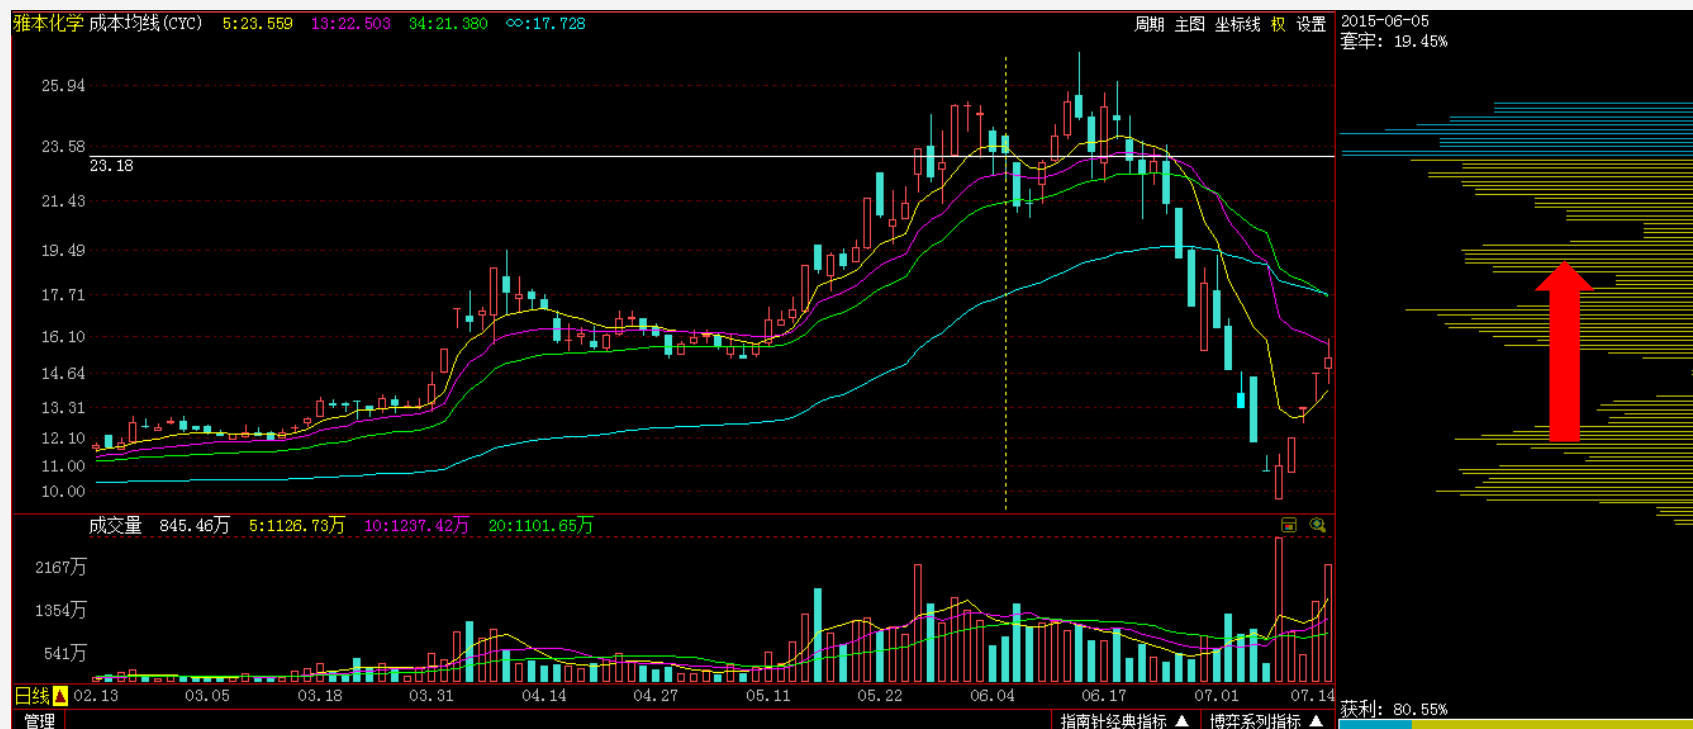 雅本化学 成本均线(CYC) 5:23.559 13:22.503 34:21.380 ∞:17.728 周期 主图 坐标线 权 设置
2015-06-05
套牢: 19.45%
25.94
23.58
23.18
21.43
19.49
17.71
16.10
14.64
13.31
12.10
11.00
10.00
成交量 845.46万 5:1126.73万 10:1237.42万 20:1101.65万
2167万
1354万
541万
日线 02.13 03.05 03.18 03.31 04.14 04.27 05.11 05.22 06.04 06.17 07.01 07.14
获利: 80.55%
管理 指南针经典指标 ▲ 博弈系列指标 ▲